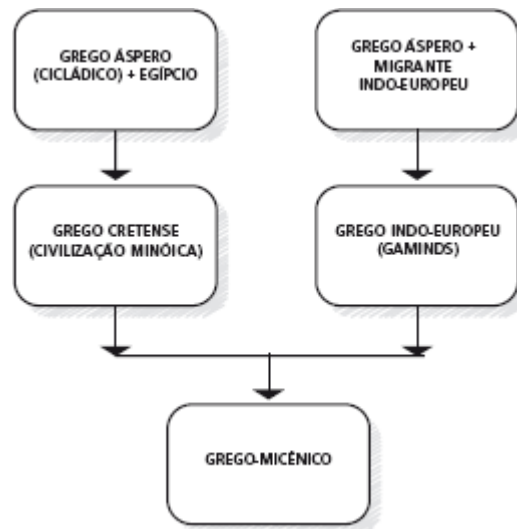 GREGO ÁSPERO
(CICLÁDICO) + EGÍPCIO
GREGO ÁSPERO +
MIGRANTE
INDO-EUROPEU
GREGO CRETENSE
(CIVILIZAÇÃO MINÓICA)
GREGO INDO-EUROPEU
(GAMINDS)
GREGO-MICÊNICO